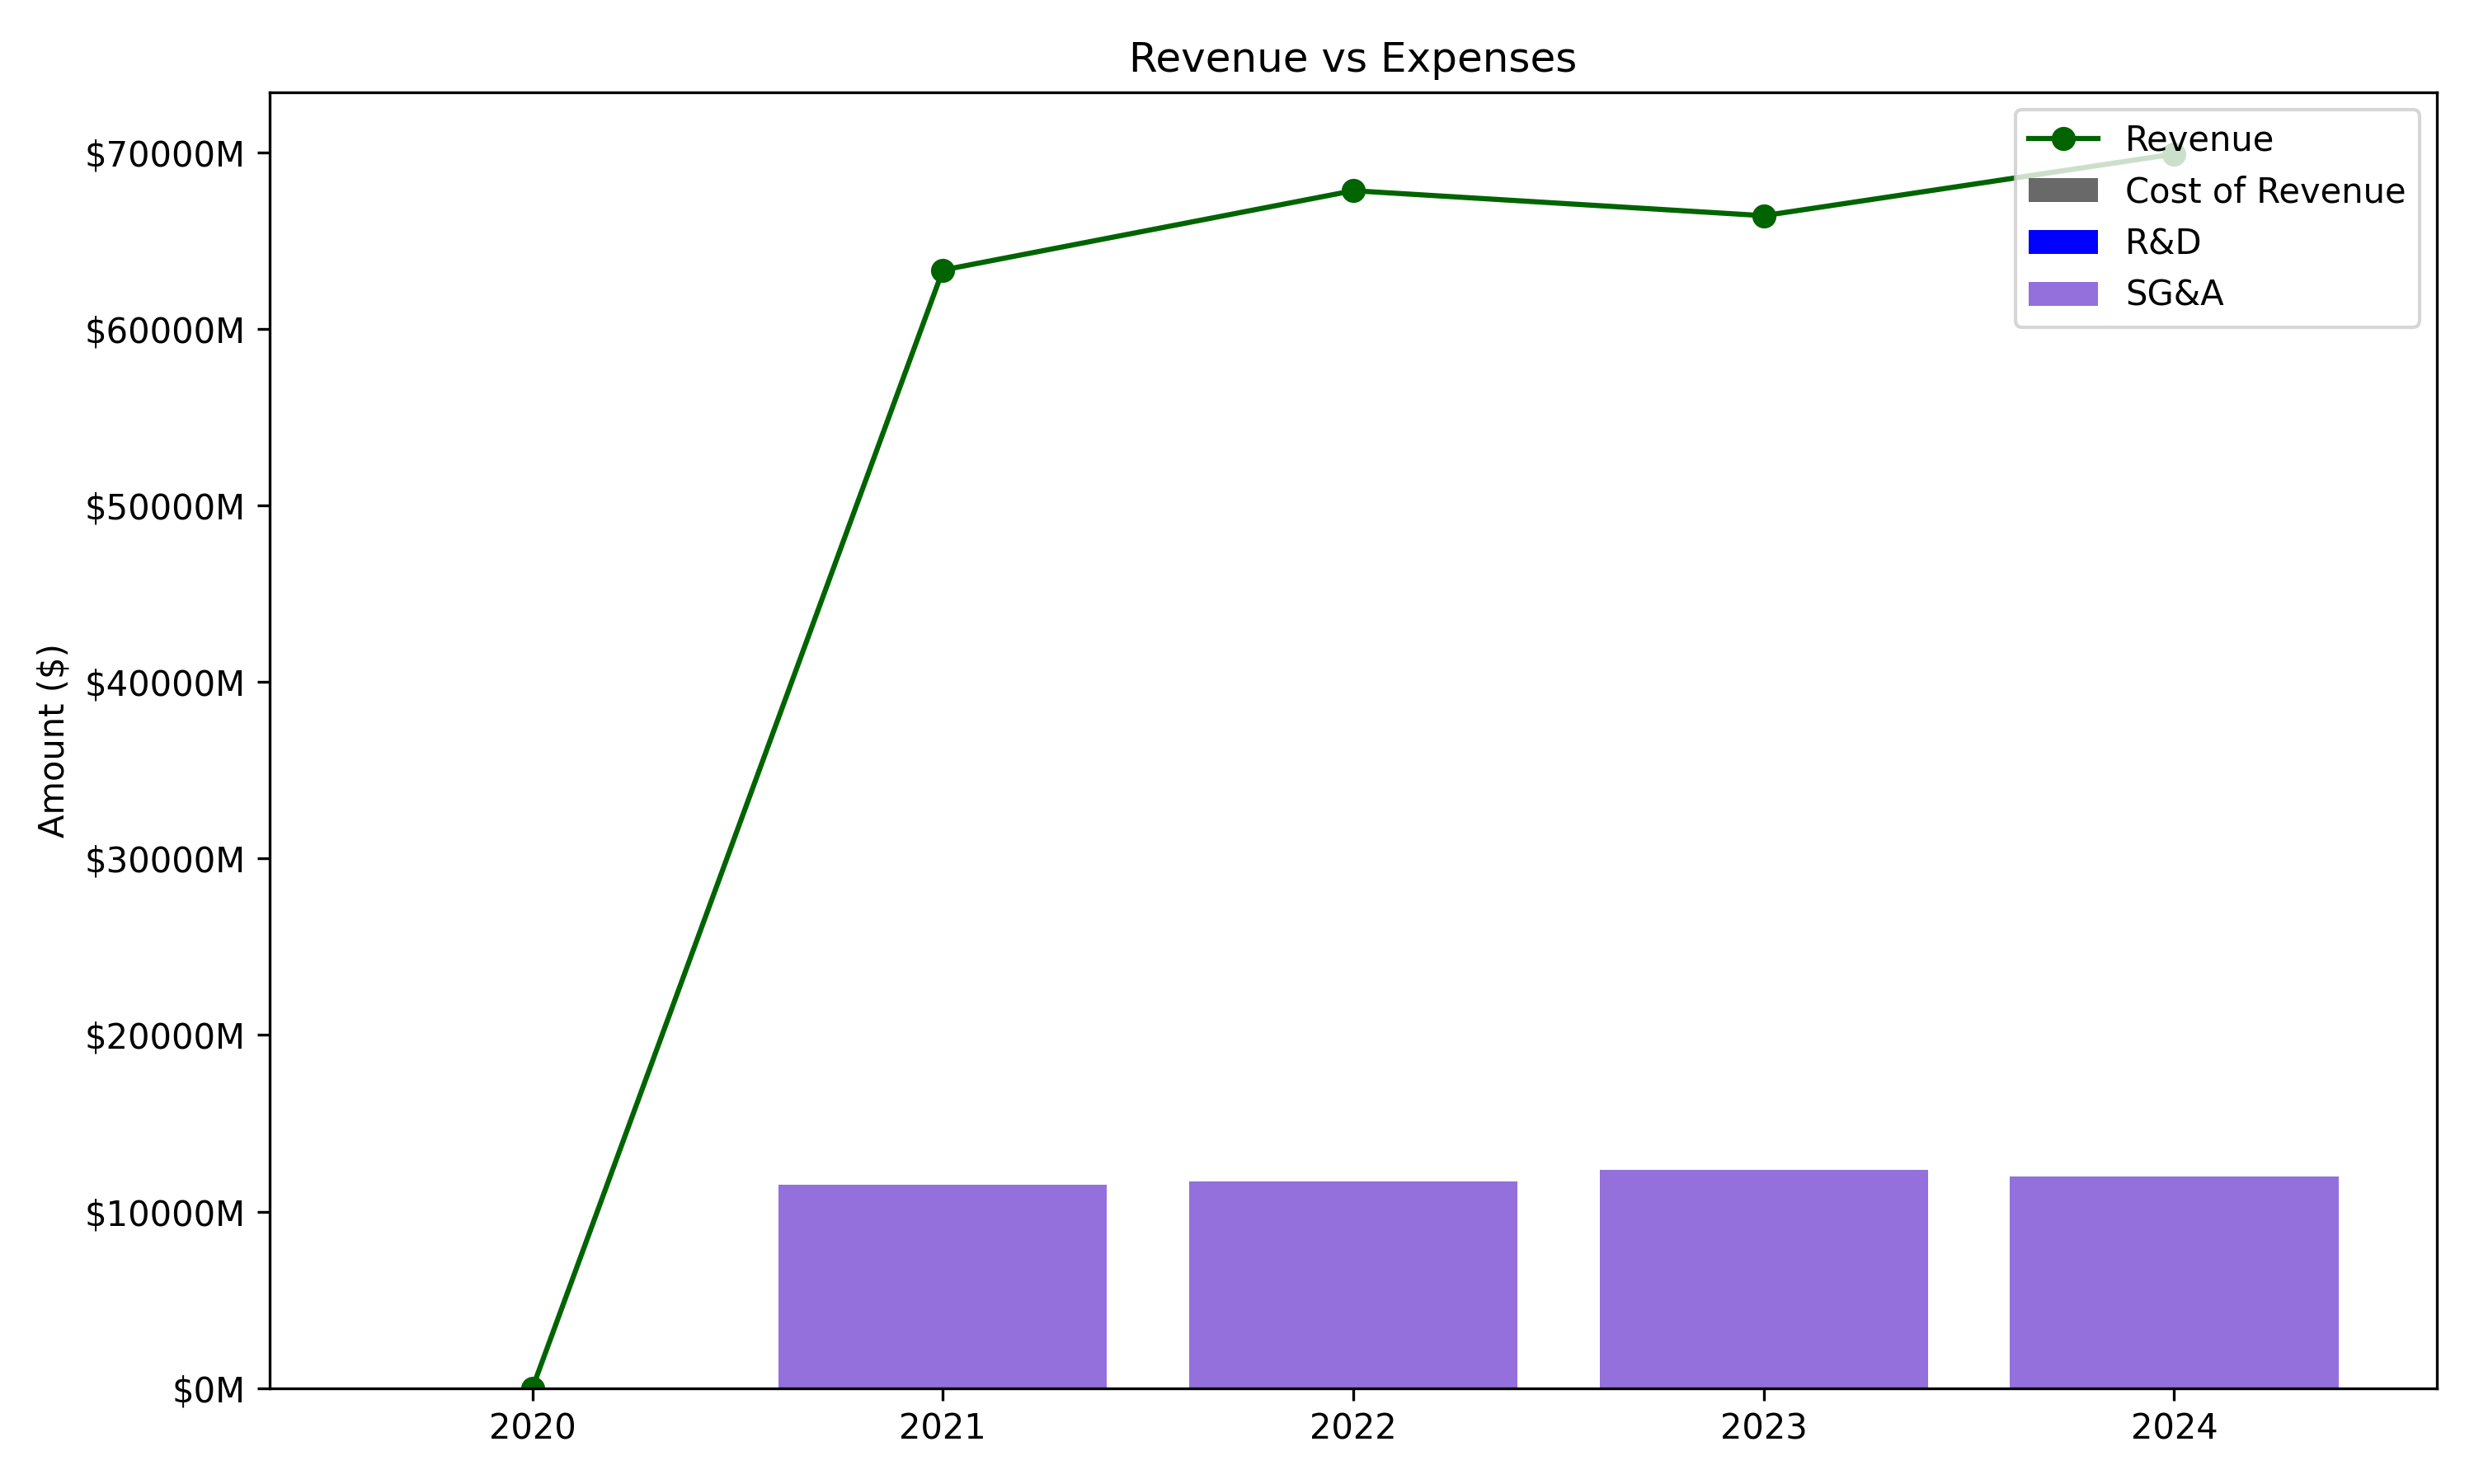 Revenue vs Expenses
Amount ($)
$70000M
$60000M
$50000M
$40000M
$30000M
$20000M
$10000M
$0M
Revenue
Cost of Revenue
R&D
SG&A
2020
2021
2022
2023
2024